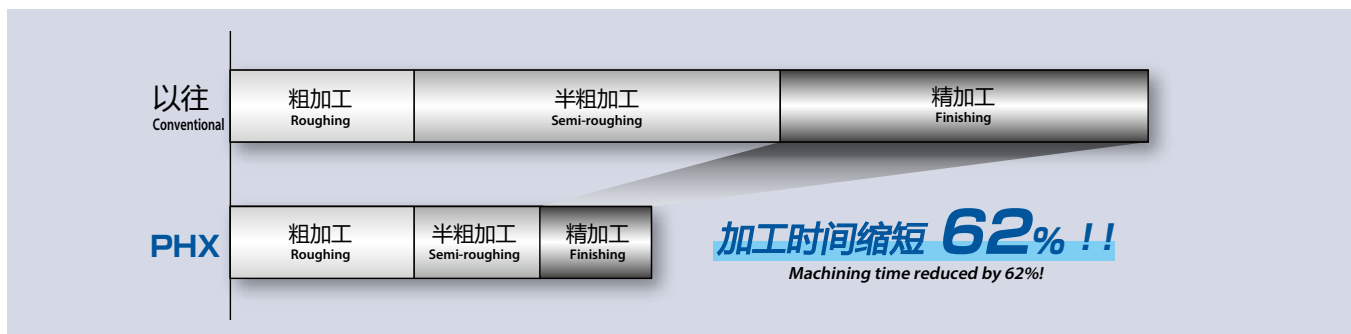 以往
Conventional
粗加工
Roughing
半粗加工
Semi-roughing
精加工
Finishing
PHX
粗加工
Roughing
半粗加工
Semi-roughing
精加工
Finishing
加工时间缩短 62% !!
Machining time reduced by 62%!